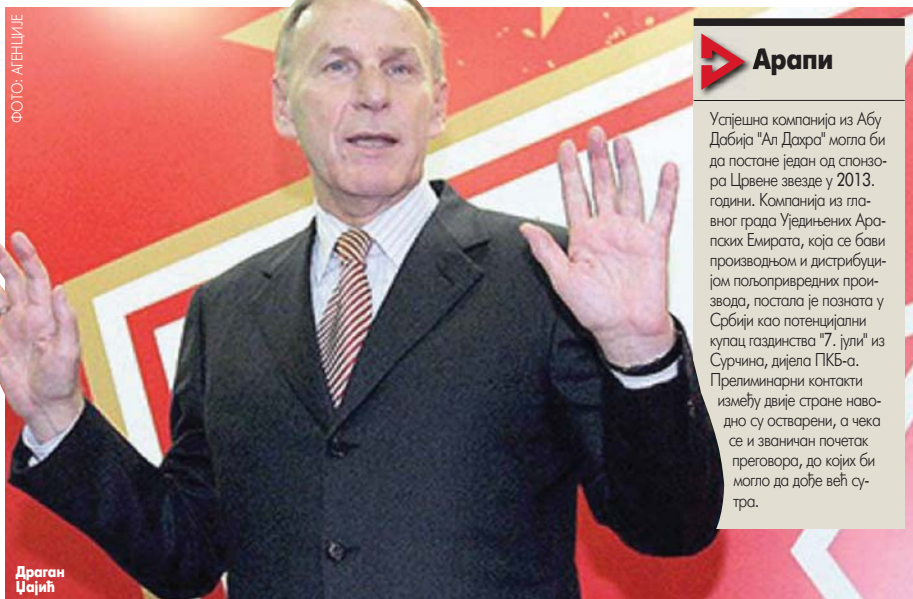 ФОТО: АГЕНЦИЈЕ
Арапи
Успјешна компанија из Абу
Дабија "Ал Дахра" могла би
да постане један од спонзо-
ра Црвене звезде у 2013.
години. Компанија из гла-
вног града Уједињених Ара-
пских Емирата, која се бави
производњом и дистрибуци-
јом пољопривредних прои-
звода, постала је позната у
Србији као потенцијални
купац газдинства "7. јули" из
Сурчина, дијела ПКБ-а.
Прелиминарни контакти
између двије стране наво-
дно су остварени, а чека
се и званичан почетак
преговора, до којих би
могло да дође већ су-
тра.
Драган
Џајић